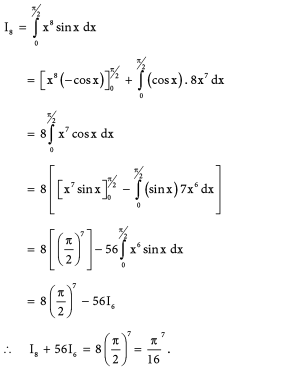 I₈ = ∫₀^(π/2) x⁸ sin x dx
= [x⁸(−cos x)]₀^(π/2) + ∫₀^(π/2) (cos x) . 8x⁷ dx
= 8∫₀^(π/2) x⁷ cos x dx
= 8[[x⁷ sin x]₀^(π/2) − ∫₀^(π/2) (sin x) 7x⁶ dx]
= 8[(π/2)⁷] − 56∫₀^(π/2) x⁶ sin x dx
= 8(π/2)⁷ − 56I₆
∴ I₈ + 56I₆ = 8(π/2)⁷ = π⁷/16 .